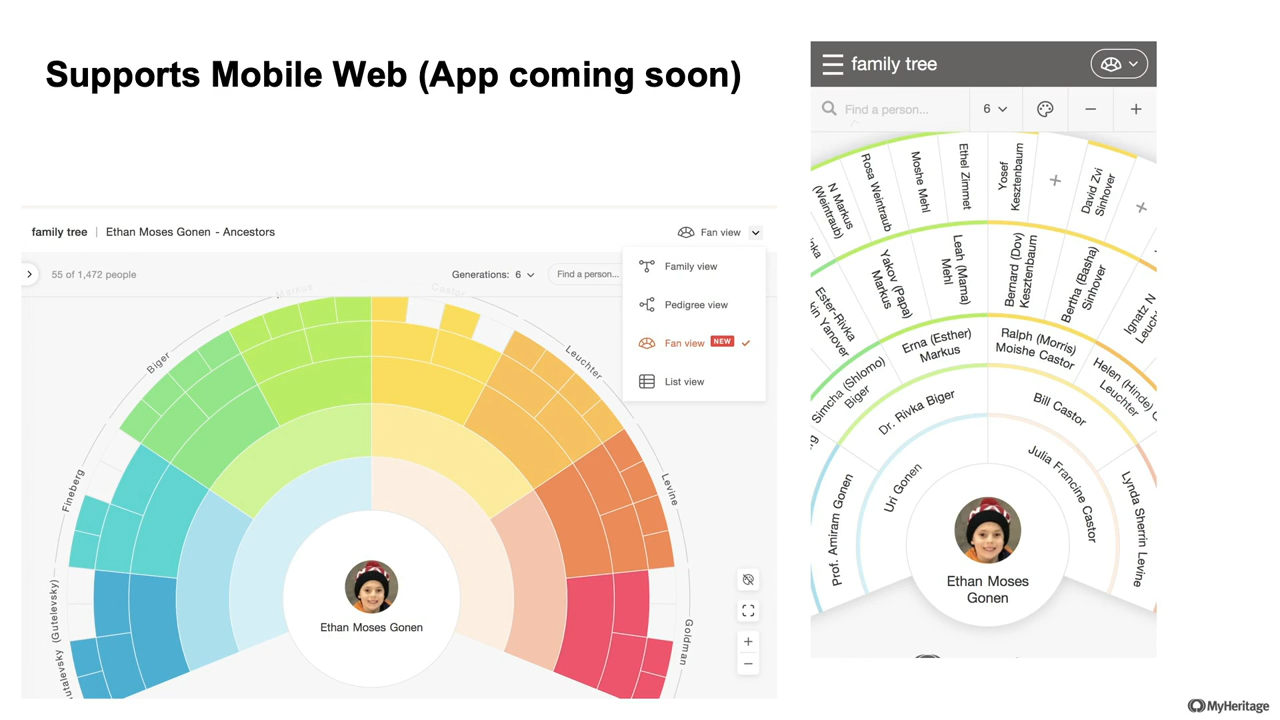 Supports Mobile Web (App coming soon)
family tree | Ethan Moses Gonen - Ancestors
Fan view
55 of 1,472 people
Generations: 6
Find a person...
Family view
Pedigree view
Fan view NEW
List view
Markus
Castor
Biger
Leuchter
Fineberg
Levine
(Gutelevsky)
Goldman
Ethan Moses Gonen
family tree
Find a person...
6
N Markus
(Weintraub)
Rosa Weintraub
Moshe Mehl
Ethel Zimmet
Yosef
Kesztenbaum
David Zvi
Sinhover
Ester-Rivka
Yanover
Yakov (Papa)
Markus
Leah (Mama)
Mehl
Bernard (Dov)
Kesztenbaum
Bertha (Basha)
Sinhover
Ignatz N
Simcha (Shlomo)
Biger
Erna (Esther)
Markus
Ralph (Morris)
Moishe Castor
Helen (Hinde)
Leuchter
Dr. Rivka Biger
Bill Castor
Prof. Amiram Gonen
Uri Gonen
Julia Francine Castor
Lynda Sherrin Levine
Ethan Moses
Gonen
MyHeritage